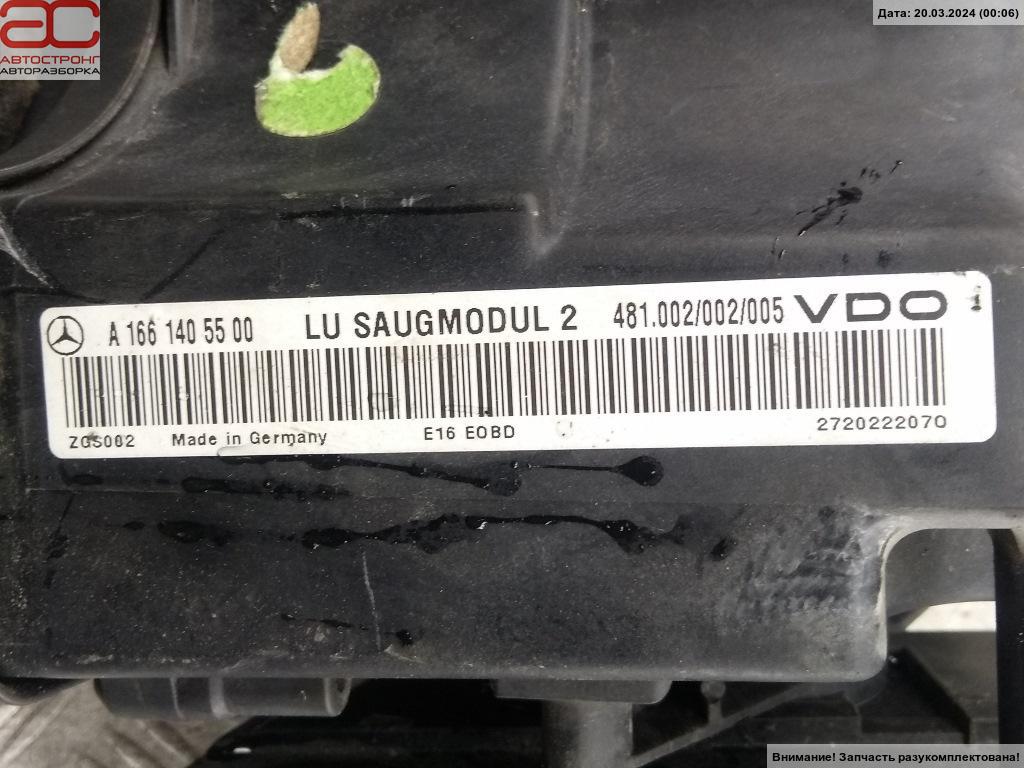 Дата: 20.03.2024 (00:06)
АВТОСТРОНГ
АВТОРАЗБОРКА
A 166 140 55 00 LU SAUGMODUL 2 481.002/002/005 VDO
ZGS002 Made in Germany E16 EOBD 2720222070
Внимание! Запчасть разукомплектована!